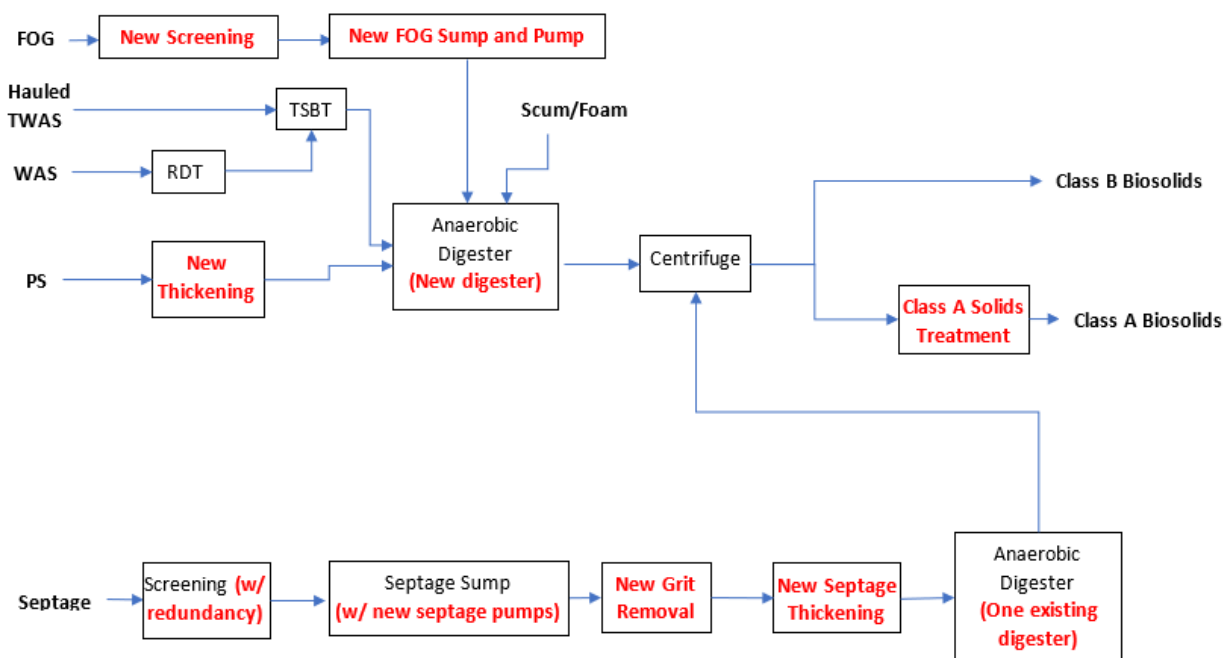 FOG
New Screening
New FOG Sump and Pump
Hauled
TWAS
TSBT
Scum/Foam
WAS
RDT
Class B Biosolids
Anaerobic
Digester
(New digester)
Centrifuge
PS
New
Thickening
Class A Solids
Treatment
Class A Biosolids
Septage
Screening (w/
redundancy)
Septage Sump
(w/ new septage pumps)
New Grit
Removal
New Septage
Thickening
Anaerobic
Digester
(One existing
digester)